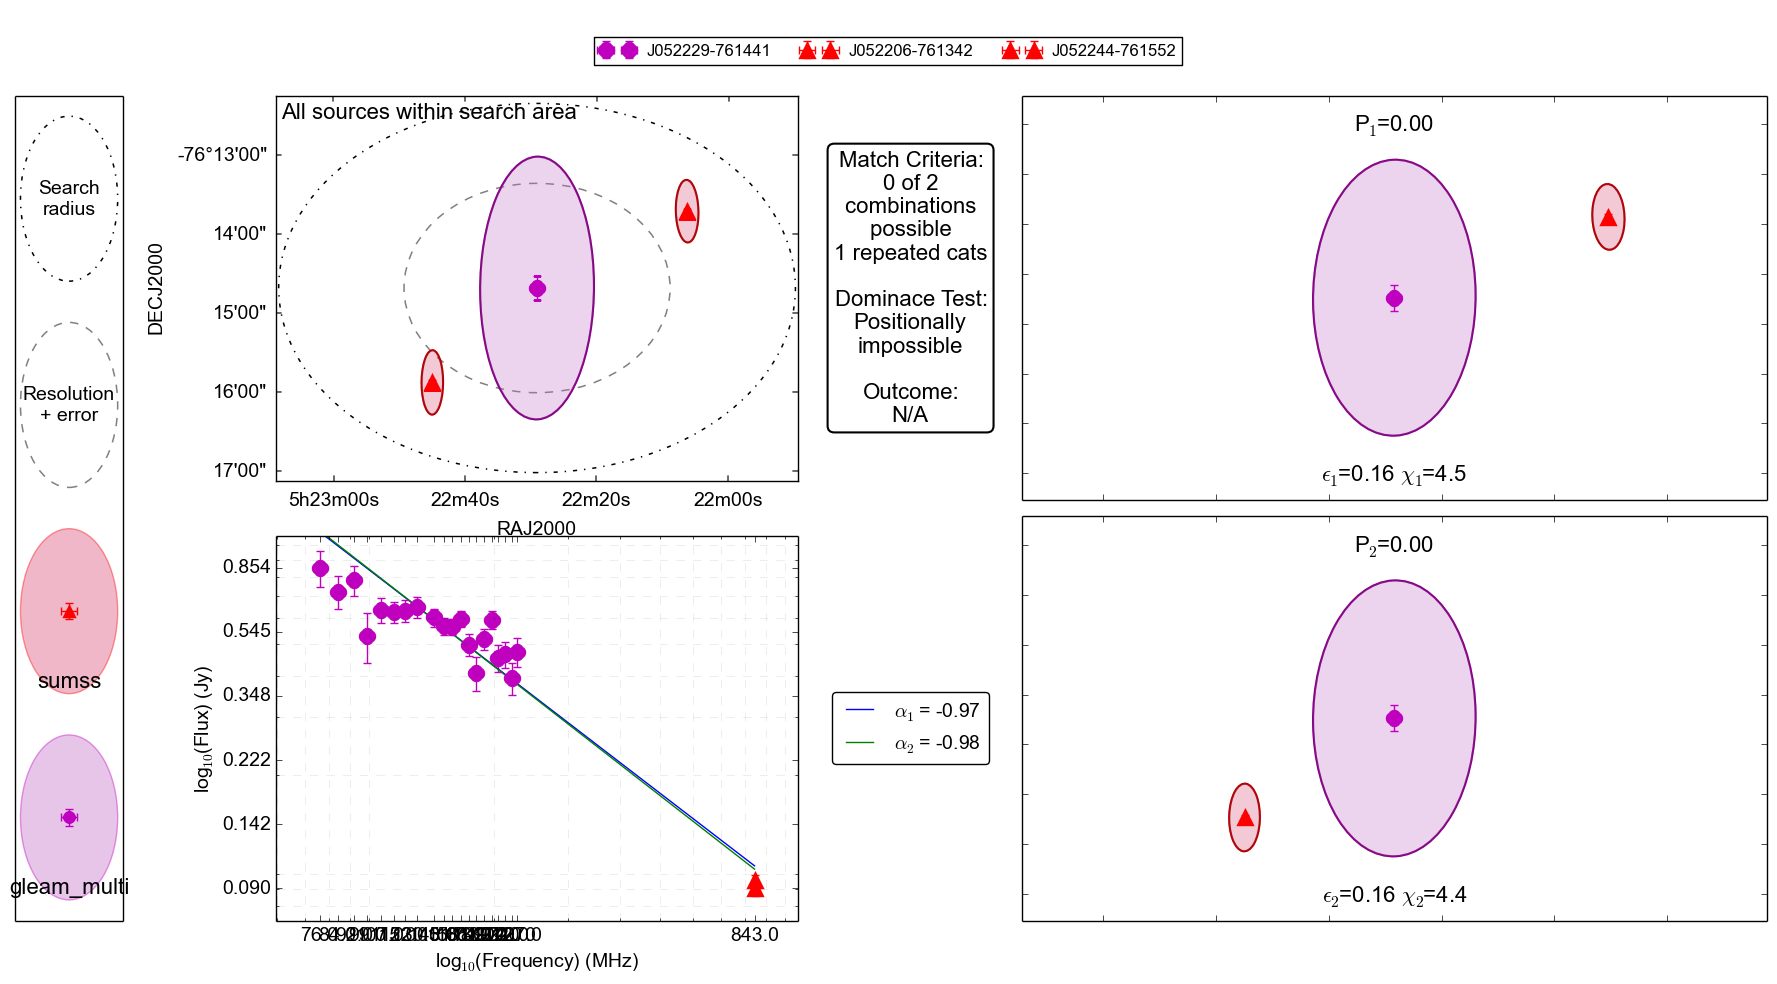 J052229-761441 J052206-761342 J052244-761552
Search
radius
Resolution
+ error
sumss
gleam_multi
All sources within search area
DECJ2000
-76°13'00"
14'00"
15'00"
16'00"
17'00"
5h23m00s 22m40s 22m20s 22m00s
RAJ2000
Match Criteria:
0 of 2
combinations
possible
1 repeated cats
Dominace Test:
Positionally
impossible
Outcome:
N/A
P1=0.00
ϵ1=0.16 χ1=4.5
log10(Flux) (Jy)
0.854
0.545
0.348
0.222
0.142
0.090
843.0
log10(Frequency) (MHz)
α1 = -0.97
α2 = -0.98
P2=0.00
ϵ2=0.16 χ2=4.4